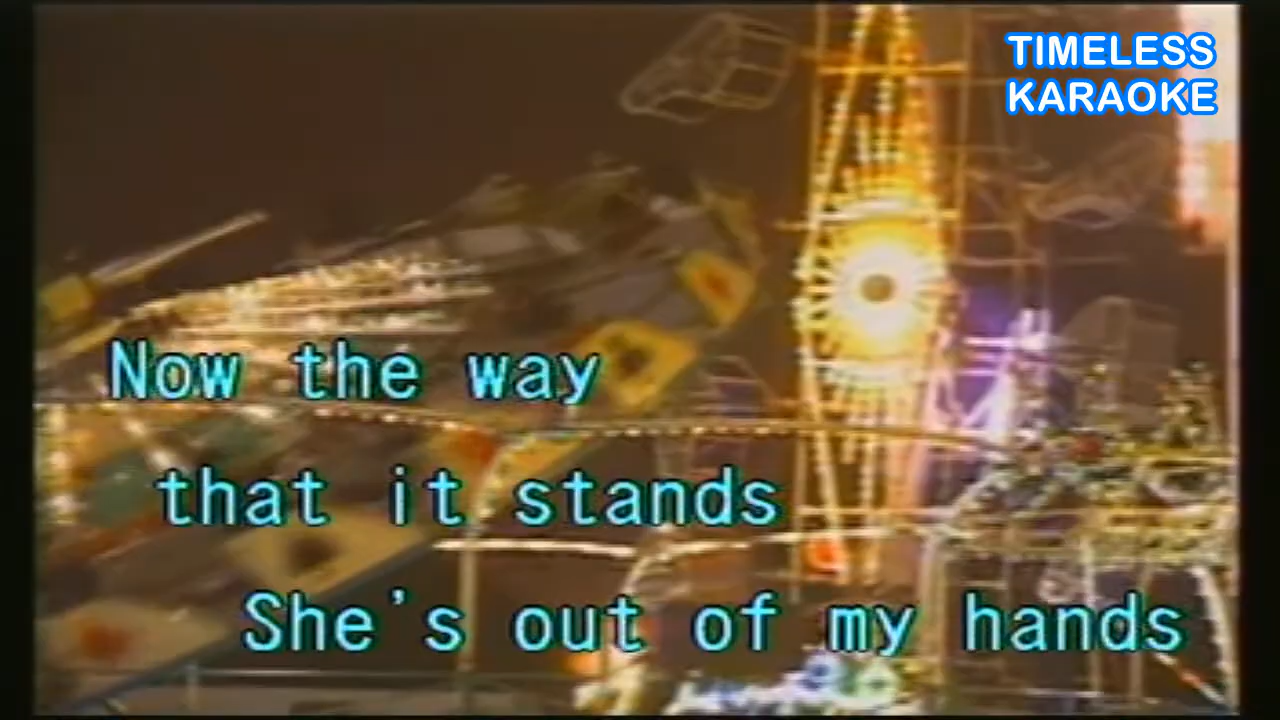 TIMELESS
KARAOKE
Now the way
that it stands
She's out of my hands